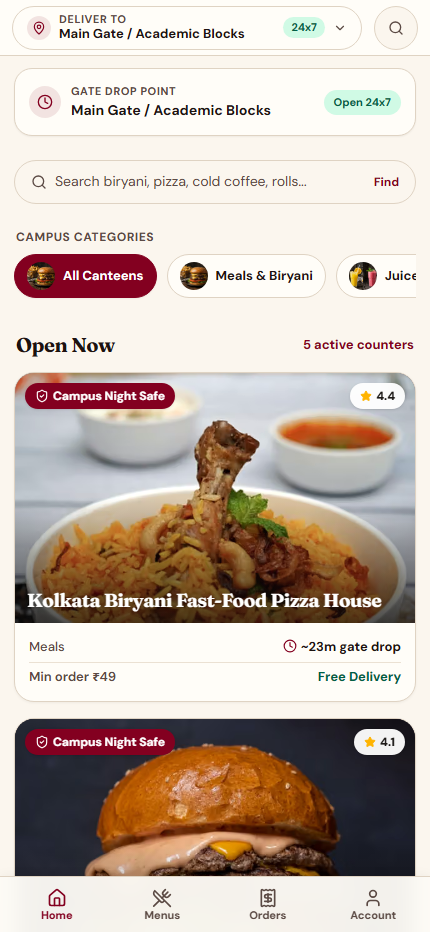 DELIVER TO
Main Gate / Academic Blocks
24x7
GATE DROP POINT
Main Gate / Academic Blocks
Open 24x7
Search biryani, pizza, cold coffee, rolls...
Find
CAMPUS CATEGORIES
All Canteens
Meals & Biryani
Juice
Open Now
5 active counters
Campus Night Safe
4.4
Kolkata Biryani Fast-Food Pizza House
Meals
~23m gate drop
Min order ₹49
Free Delivery
Campus Night Safe
4.1
Home
Menus
Orders
Account